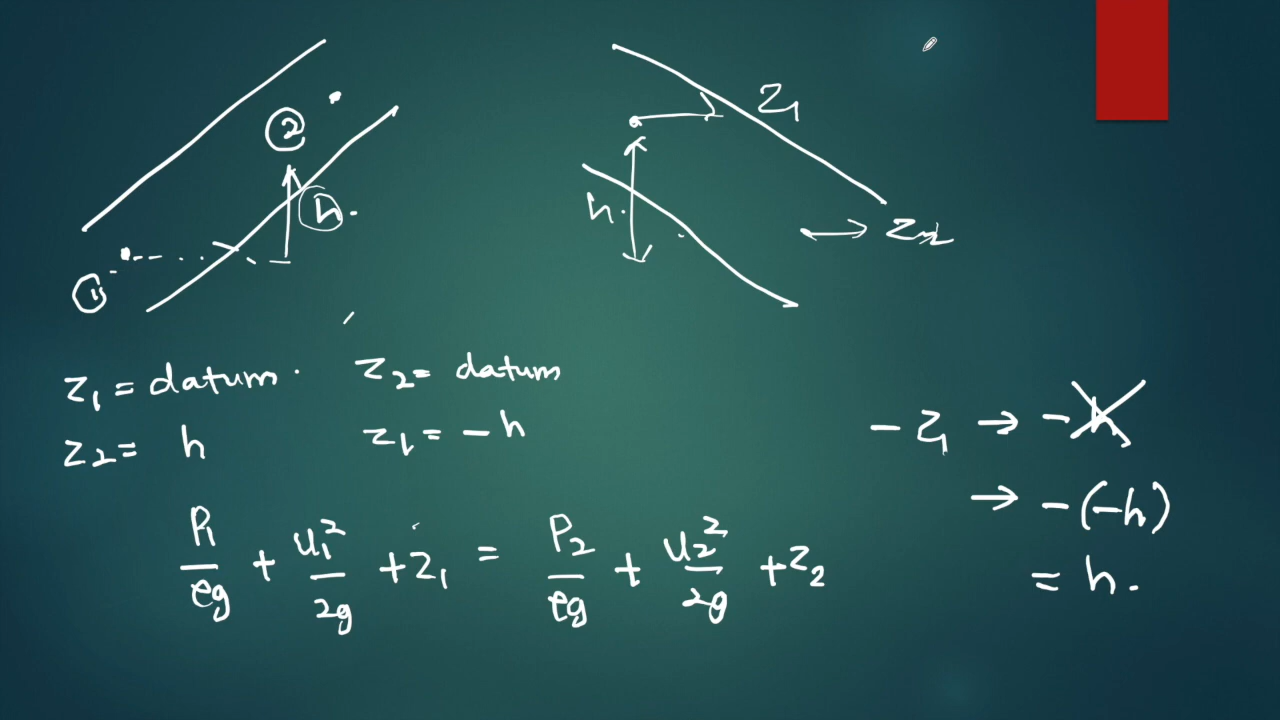 ②
h.
①
z₁
h.
z₂
z₁ = datum.
z₂ = h
z₂ = datum
z₁ = - h
P₁/ρg + u₁²/2g + z₁ = P₂/ρg + u₂²/2g + z₂
- z₁ → - h
→ - (-h)
= h.